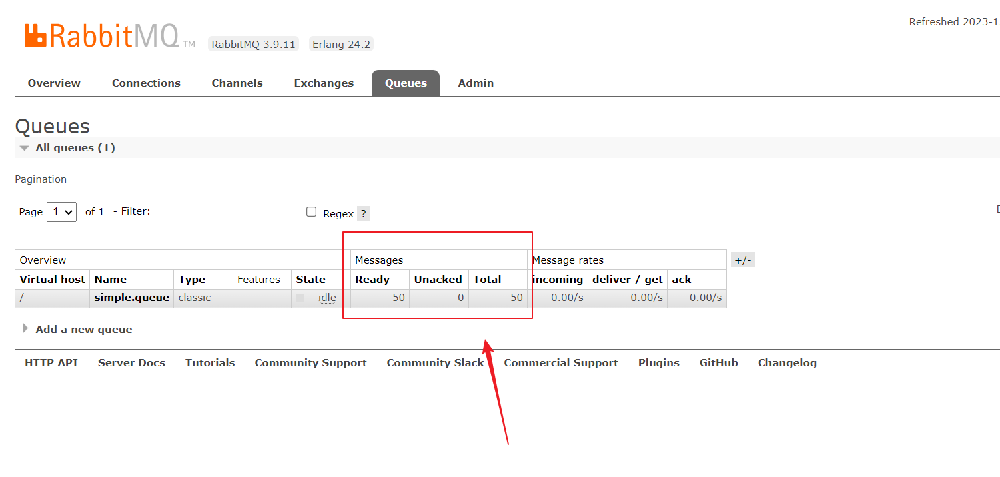 Refreshed 2023-1
RabbitMQ TM RabbitMQ 3.9.11 Erlang 24.2
Overview Connections Channels Exchanges Queues Admin
Queues
All queues (1)
Pagination
Page 1 of 1 - Filter: Regex ?
Overview Messages Message rates +/-
Virtual host Name Type Features State Ready Unacked Total incoming deliver / get ack
/ simple.queue classic idle 50 0 50 0.00/s 0.00/s 0.00/s
Add a new queue
HTTP API Server Docs Tutorials Community Support Community Slack Commercial Support Plugins GitHub Changelog